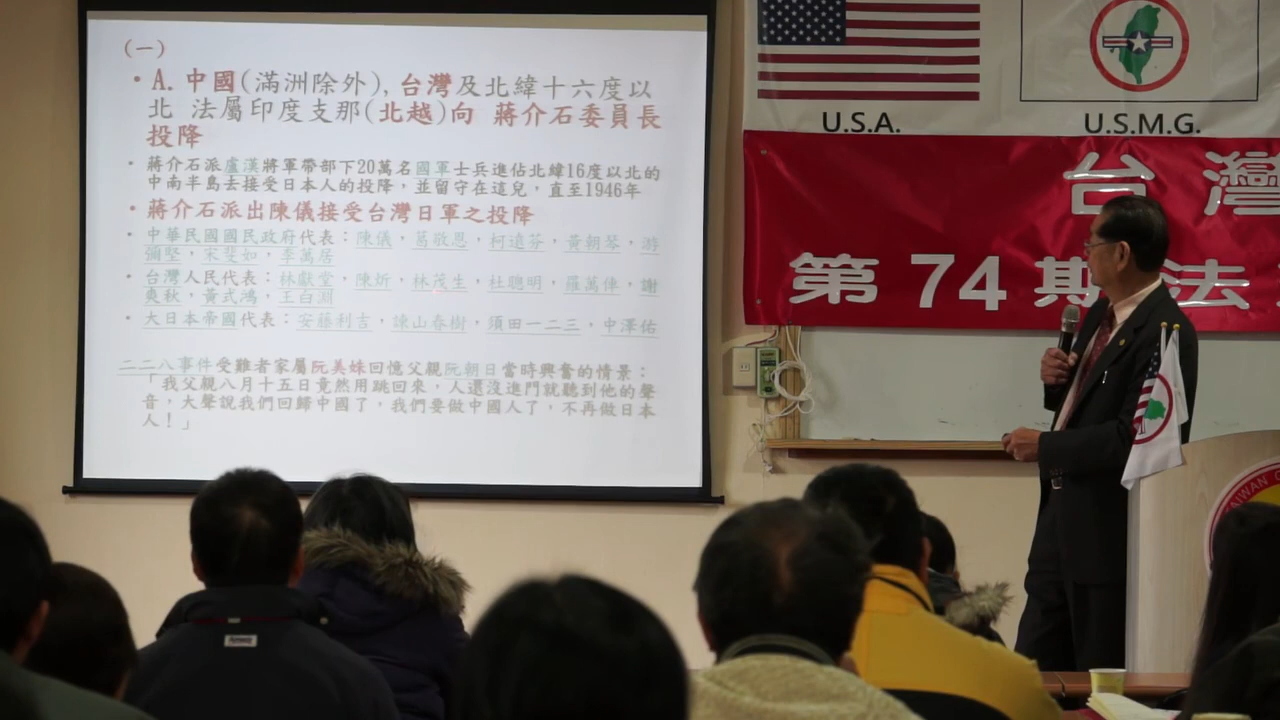 (一)
• A. 中國(滿洲除外), 台灣及北緯十六度以
北 法屬印度支那(北越)向 蔣介石委員長
投降
• 蔣介石派盧漢將軍帶部下20萬名國軍士兵進佔北緯16度以北的
中南半島去接受日本人的投降，並留守在這兒，直至1946年
• 蔣介石派出陳儀接受台灣日軍之投降
• 中華民國國民政府代表：陳儀，葛敬恩，柯遠芬，黃朝琴，游
彌堅，宋斐如，李萬居
• 台灣人民代表：林獻堂，陳炘，林茂生，杜聰明，羅萬俥，謝
爽秋，黃式鴻，王白淵
• 大日本帝國代表：安藤利吉，諫山春樹，須田一二三，中澤佑
二二八事件受難者家屬阮美姝回憶父親阮朝日當時興奮的情景：
「我父親八月十五日竟然用跳回來，人還沒進門就聽到他的聲
音，大聲說我們回歸中國了，我們要做中國人了，不再做日本
人！」
U.S.A.
U.S.M.G.
台灣
第74期法
TAIWAN